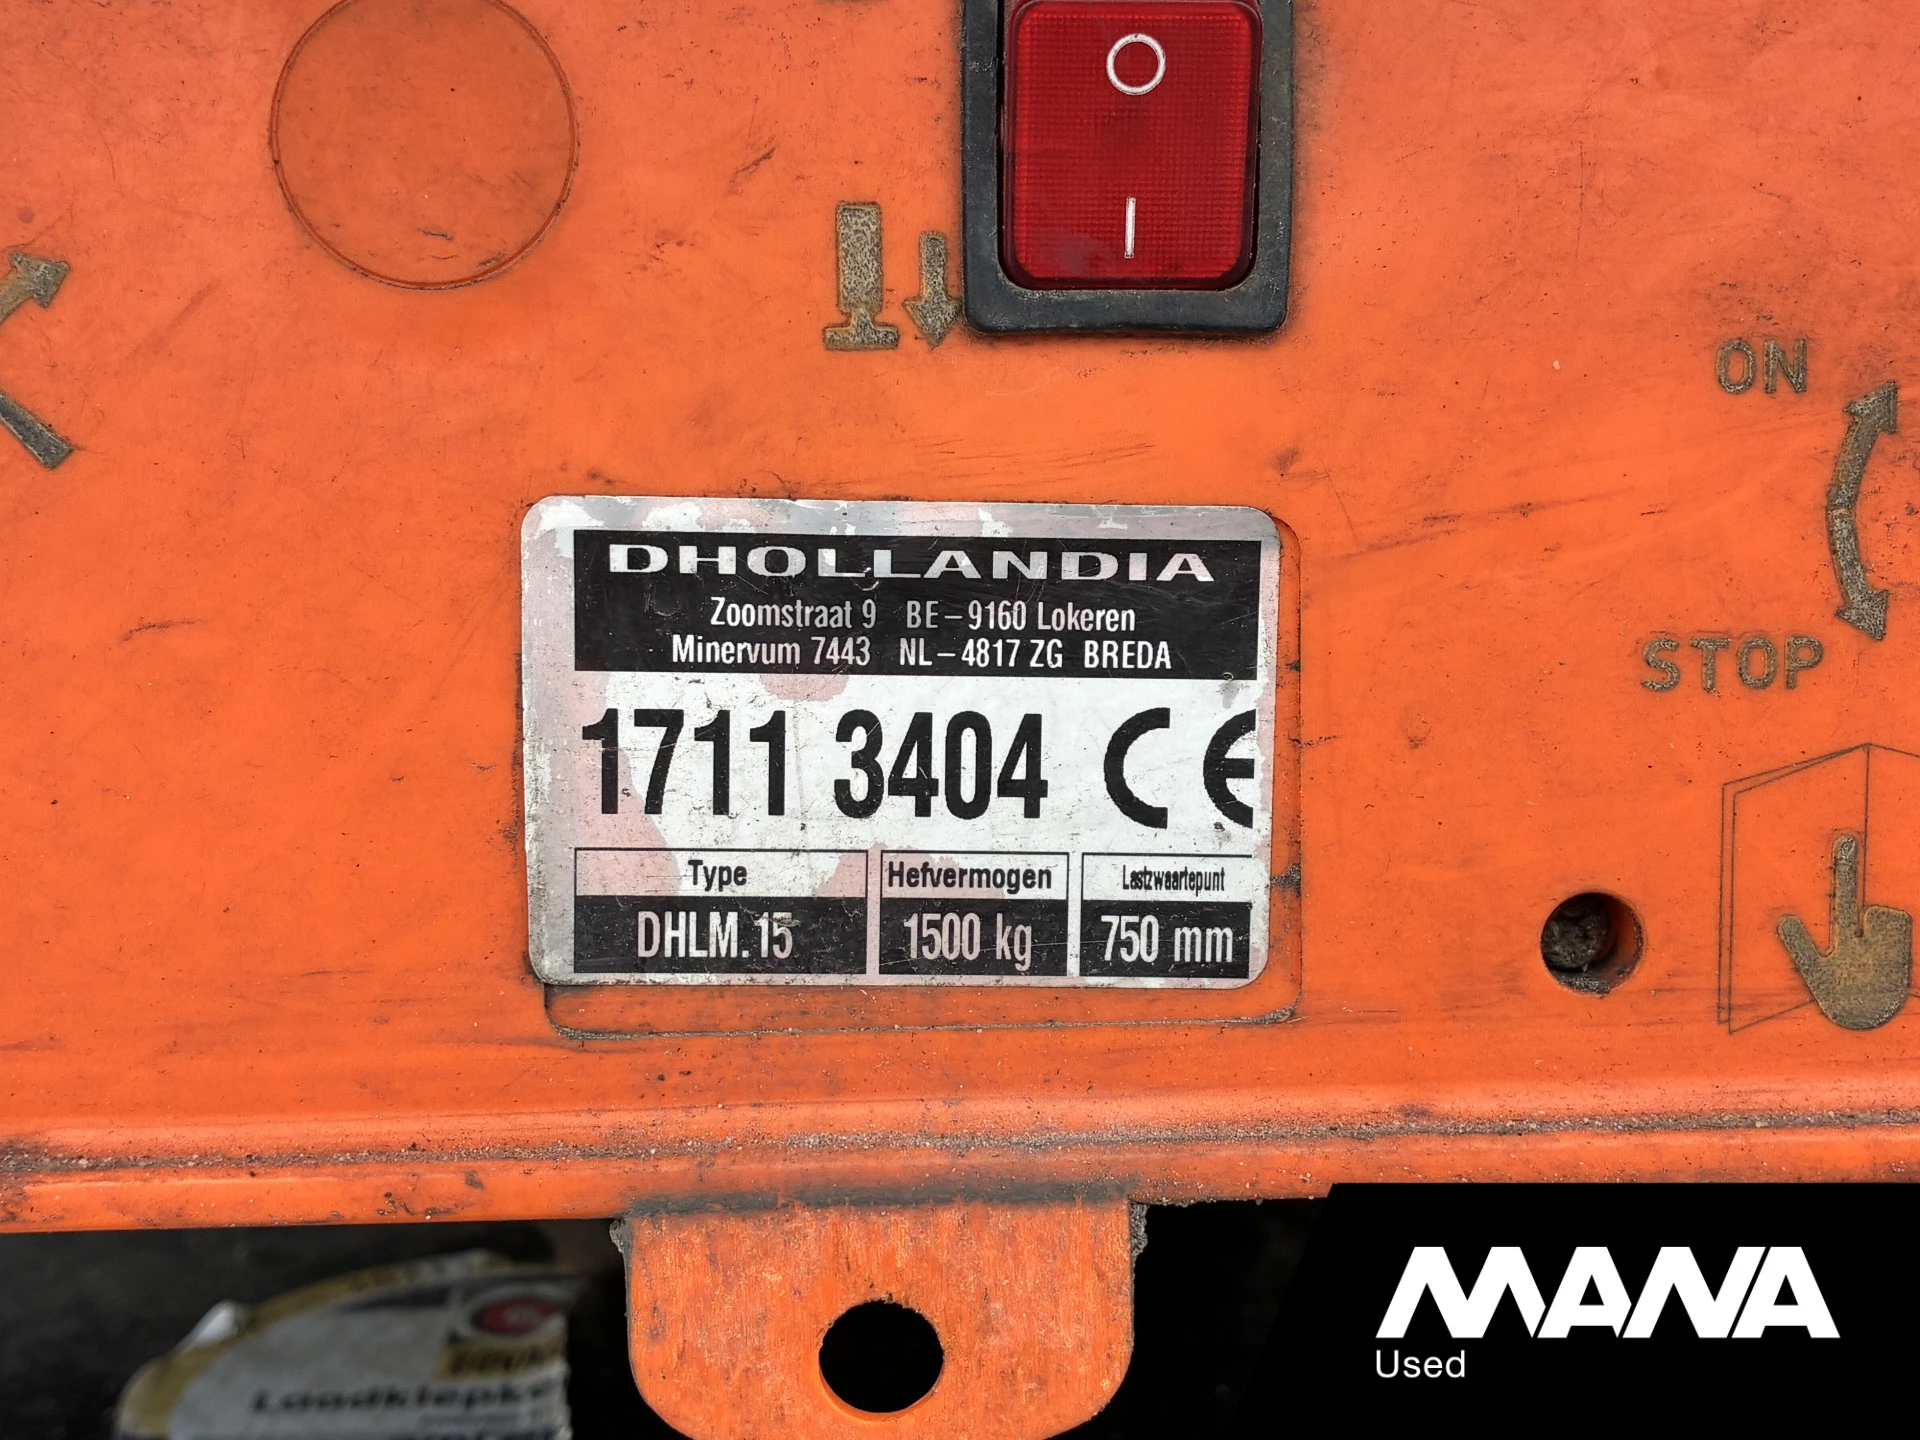 O
I
ON
STOP
DHOLLANDIA
Zoomstraat 9 BE-9160 Lokeren
Minervum 7443 NL-4817 ZG BREDA
1711 3404 CE
Type Hefvermogen Lastzwaartepunt
DHLM.15 1500 kg 750 mm
MANA
Used